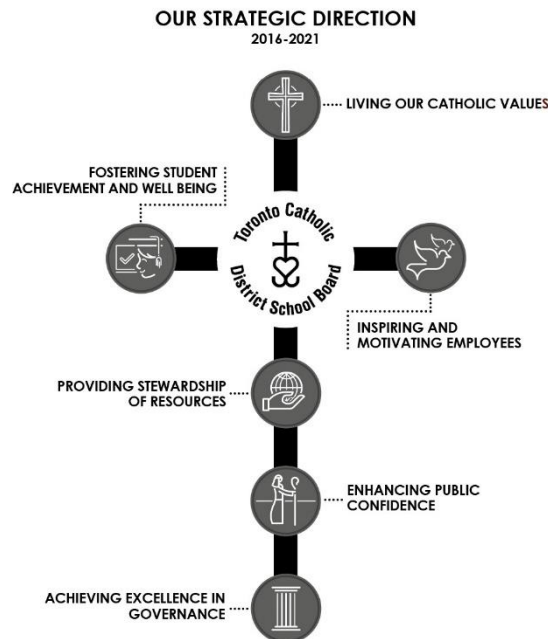 OUR STRATEGIC DIRECTION
2016-2021
LIVING OUR CATHOLIC VALUES
FOSTERING STUDENT
ACHIEVEMENT AND WELL BEING
Toronto Catholic
District School Board
INSPIRING AND
MOTIVATING EMPLOYEES
PROVIDING STEWARDSHIP
OF RESOURCES
ENHANCING PUBLIC
CONFIDENCE
ACHIEVING EXCELLENCE IN
GOVERNANCE